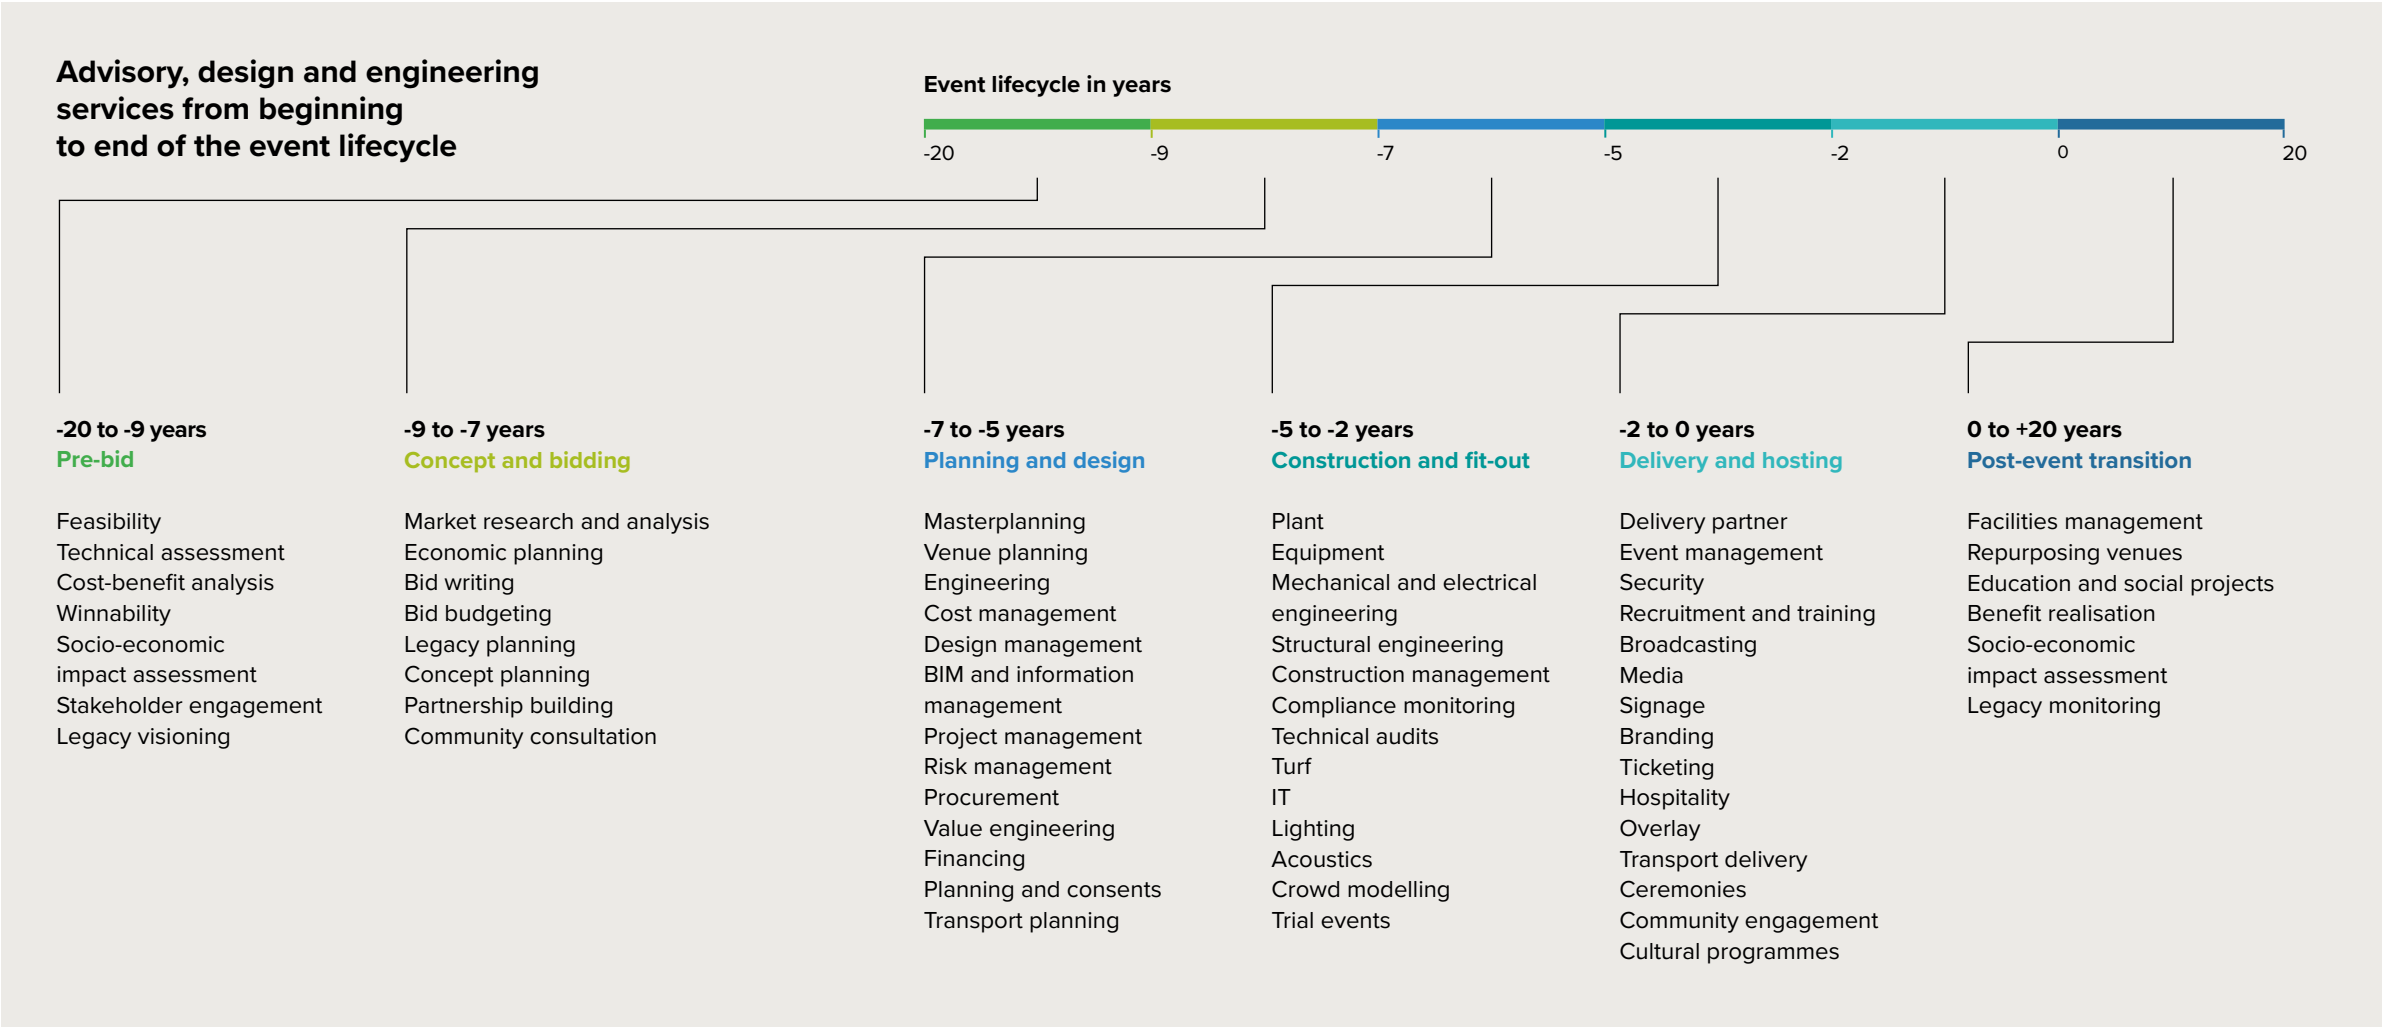 Advisory, design and engineering
services from beginning
to end of the event lifecycle
Event lifecycle in years
-20
-9
-7
-5
-2
0
20
-20 to -9 years
Pre-bid
Feasibility
Technical assessment
Cost-benefit analysis
Winnability
Socio-economic
impact assessment
Stakeholder engagement
Legacy visioning
-9 to -7 years
Concept and bidding
Market research and analysis
Economic planning
Bid writing
Bid budgeting
Legacy planning
Concept planning
Partnership building
Community consultation
-7 to -5 years
Planning and design
Masterplanning
Venue planning
Engineering
Cost management
Design management
BIM and information
management
Project management
Risk management
Procurement
Value engineering
Financing
Planning and consents
Transport planning
-5 to -2 years
Construction and fit-out
Plant
Equipment
Mechanical and electrical
engineering
Structural engineering
Construction management
Compliance monitoring
Technical audits
Turf
IT
Lighting
Acoustics
Crowd modelling
Trial events
-2 to 0 years
Delivery and hosting
Delivery partner
Event management
Security
Recruitment and training
Broadcasting
Media
Signage
Branding
Ticketing
Hospitality
Overlay
Transport delivery
Ceremonies
Community engagement
Cultural programmes
0 to +20 years
Post-event transition
Facilities management
Repurposing venues
Education and social projects
Benefit realisation
Socio-economic
impact assessment
Legacy monitoring